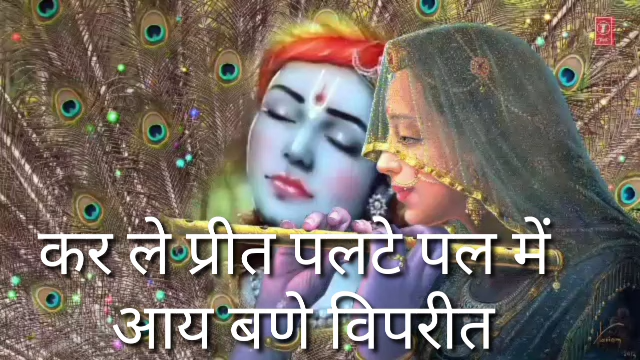 कर ले प्रीत पलटे पल में
आय बणे विपरीत